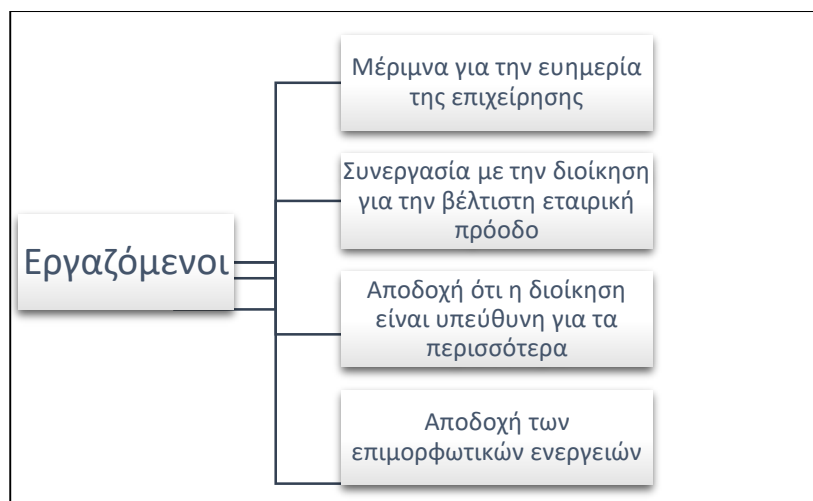 Εργαζόμενοι
Μέριμνα για την ευημερία
της επιχείρησης
Συνεργασία με την διοίκηση
για την βέλτιστη εταιρική
πρόοδο
Αποδοχή ότι η διοίκηση
είναι υπεύθυνη για τα
περισσότερα
Αποδοχή των
επιμορφωτικών ενεργειών